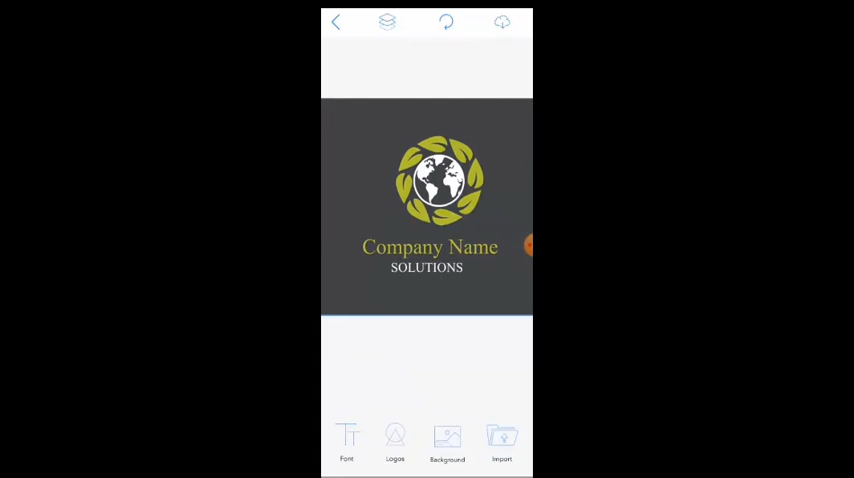 Company Name
SOLUTIONS
Font
Logos
Background
Import